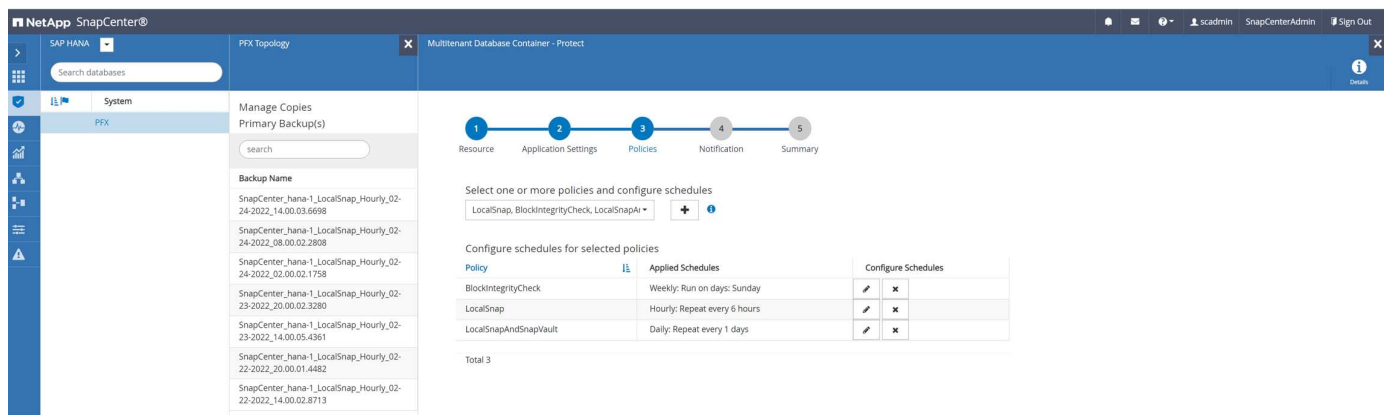 NetApp SnapCenter®
scadmin SnapCenterAdmin Sign Out
SAP HANA
Search databases
System
PFX
PFX Topology
Manage Copies
Primary Backup(s)
search
Backup Name
SnapCenter_hana-1_LocalSnap_Hourly_02-
24-2022_14.00.03.6698
SnapCenter_hana-1_LocalSnap_Hourly_02-
24-2022_08.00.02.2808
SnapCenter_hana-1_LocalSnap_Hourly_02-
24-2022_02.00.02.1758
SnapCenter_hana-1_LocalSnap_Hourly_02-
23-2022_20.00.02.3280
SnapCenter_hana-1_LocalSnap_Hourly_02-
23-2022_14.00.05.4361
SnapCenter_hana-1_LocalSnap_Hourly_02-
22-2022_20.00.01.4482
SnapCenter_hana-1_LocalSnap_Hourly_02-
22-2022_14.00.02.8713
Multitenant Database Container - Protect
Details
1 2 3 4 5
Resource Application Settings Policies Notification Summary
Select one or more policies and configure schedules
LocalSnap, BlockIntegrityCheck, LocalSnapAr
Configure schedules for selected policies
Policy Applied Schedules Configure Schedules
BlockIntegrityCheck Weekly: Run on days: Sunday
LocalSnap Hourly: Repeat every 6 hours
LocalSnapAndSnapVault Daily: Repeat every 1 days
Total 3